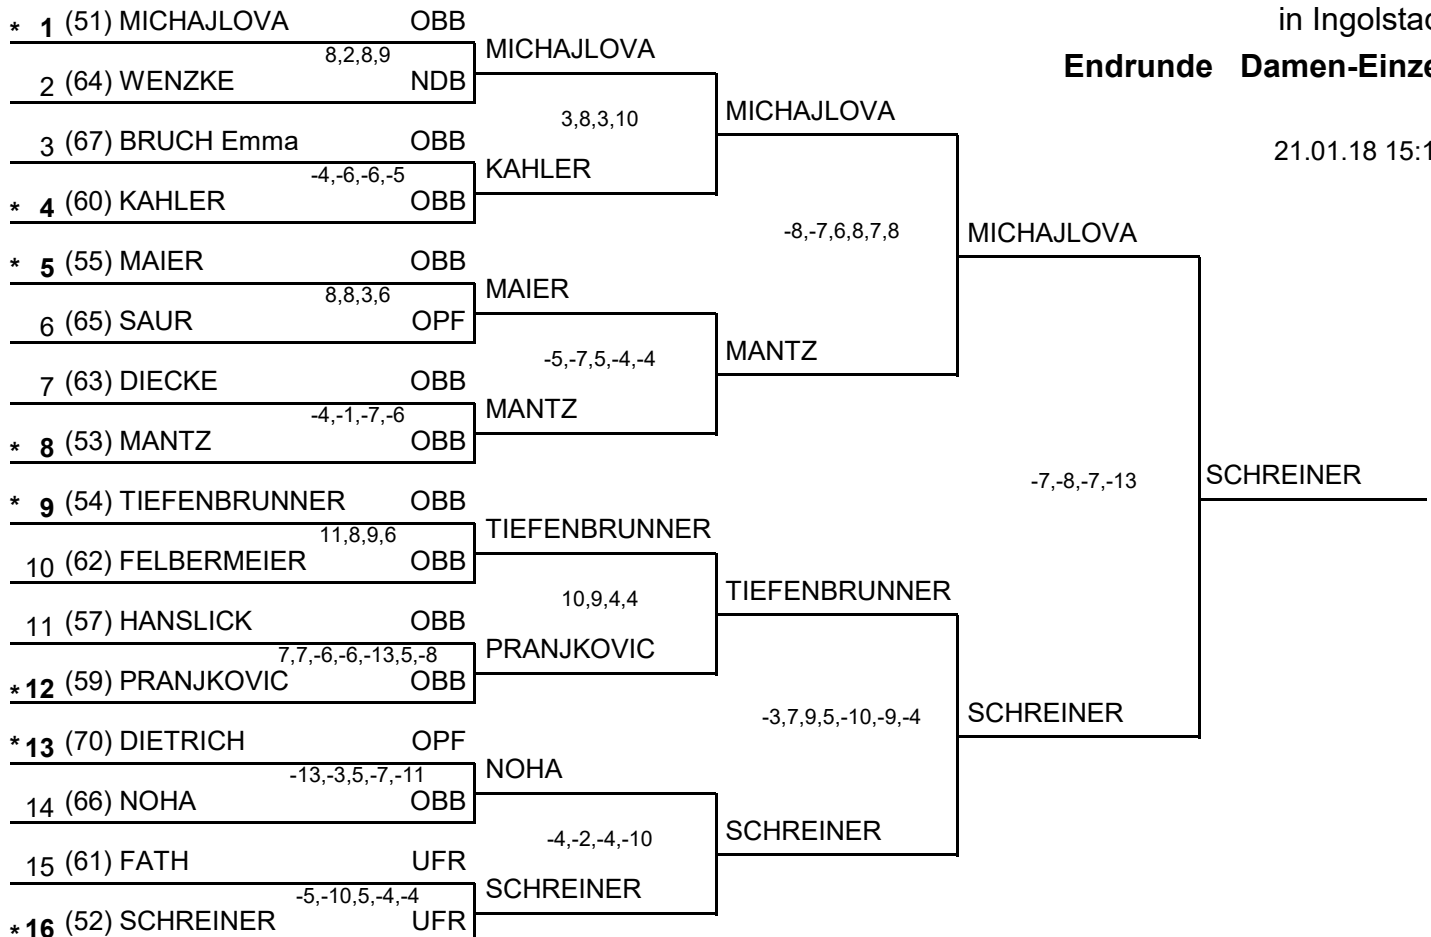 * 1 (51) MICHAJLOVA OBB
8,2,8,9
2 (64) WENZKE NDB
3 (67) BRUCH Emma OBB
-4,-6,-6,-5
* 4 (60) KAHLER OBB
* 5 (55) MAIER OBB
8,8,3,6
6 (65) SAUR OPF
7 (63) DIECKE OBB
-4,-1,-7,-6
* 8 (53) MANTZ OBB
* 9 (54) TIEFENBRUNNER OBB
11,8,9,6
10 (62) FELBERMEIER OBB
11 (57) HANSLICK OBB
7,7,-6,-6,-13,5,-8
* 12 (59) PRANJKOVIC OBB
* 13 (70) DIETRICH OPF
-13,-3,5,-7,-11
14 (66) NOHA OBB
15 (61) FATH UFR
-5,-10,5,-4,-4
* 16 (52) SCHREINER UFR
MICHAJLOVA
3,8,3,10
KAHLER
MAIER
-5,-7,5,-4,-4
MANTZ
TIEFENBRUNNER
10,9,4,4
PRANJKOVIC
NOHA
-4,-2,-4,-10
SCHREINER
MICHAJLOVA
-8,-7,6,8,7,8
MANTZ
TIEFENBRUNNER
-3,7,9,5,-10,-9,-4
SCHREINER
MICHAJLOVA
-7,-8,-7,-13
SCHREINER
SCHREINER
in Ingolstad
Endrunde Damen-Einze
21.01.18 15:1